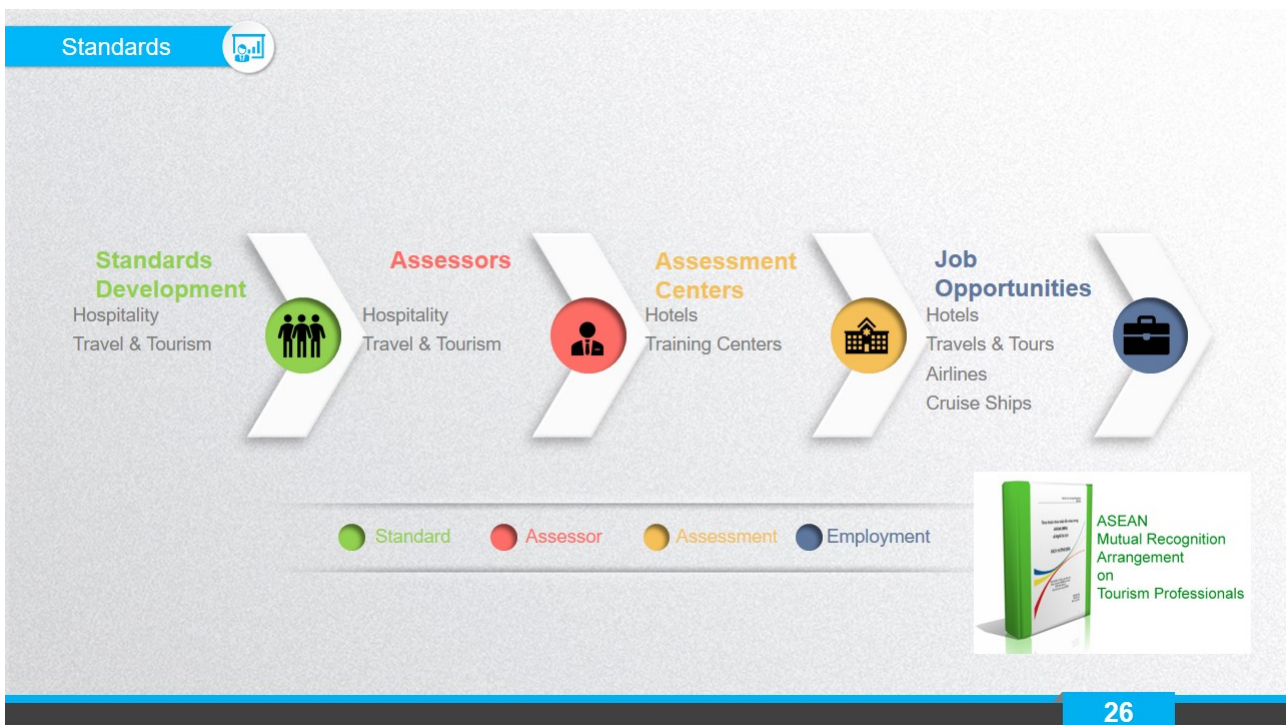 Standards
Standards
Development
Hospitality
Travel & Tourism
Assessors
Hospitality
Travel & Tourism
Assessment
Centers
Hotels
Training Centers
Job
Opportunities
Hotels
Travels & Tours
Airlines
Cruise Ships
Standard
Assessor
Assessment
Employment
ASEAN
Mutual Recognition
Arrangement
on
Tourism Professionals
26